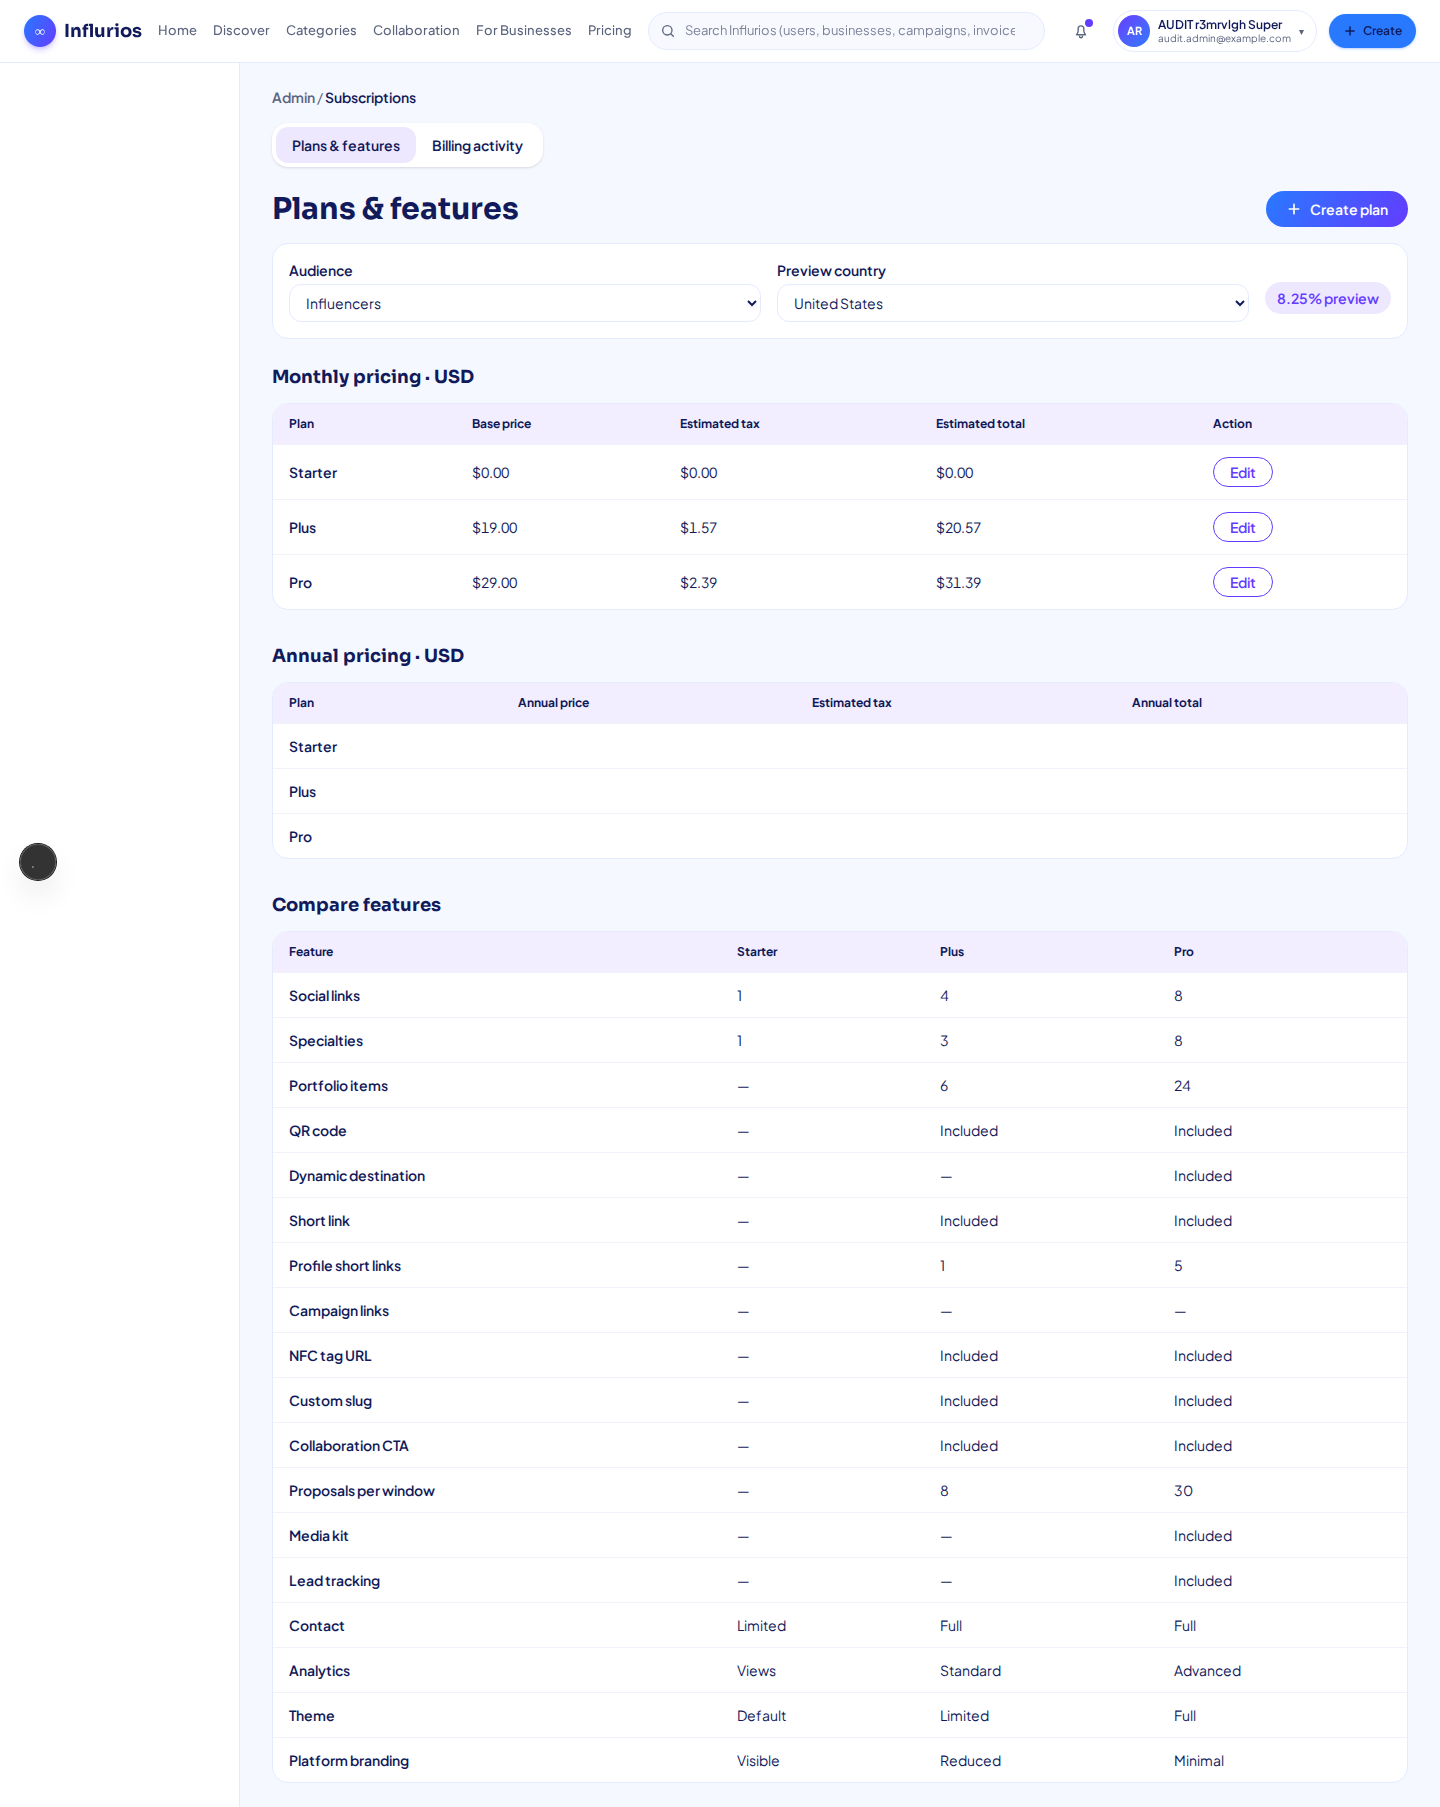 Influrios Home Discover Categories Collaboration For Businesses Pricing Search Influrios (users, businesses, campaigns, invoice AR AUDIT r3mrvlgh Super Create
audit.admin@example.com
Admin / Subscriptions
Plans & features Billing activity
Plans & features
Create plan
Audience Preview country
Influencers United States 8.25% preview
Monthly pricing · USD
Plan Base price Estimated tax Estimated total Action
Starter $0.00 $0.00 $0.00 Edit
Plus $19.00 $1.57 $20.57 Edit
Pro $29.00 $2.39 $31.39 Edit
Annual pricing · USD
Plan Annual price Estimated tax Annual total
Starter
Plus
Pro
Compare features
Feature Starter Plus Pro
Social links 1 4 8
Specialties 1 3 8
Portfolio items — 6 24
QR code — Included Included
Dynamic destination — — Included
Short link — Included Included
Profile short links — 1 5
Campaign links — — —
NFC tag URL — Included Included
Custom slug — Included Included
Collaboration CTA — Included Included
Proposals per window — 8 30
Media kit — — Included
Lead tracking — — Included
Contact Limited Full Full
Analytics Views Standard Advanced
Theme Default Limited Full
Platform branding Visible Reduced Minimal